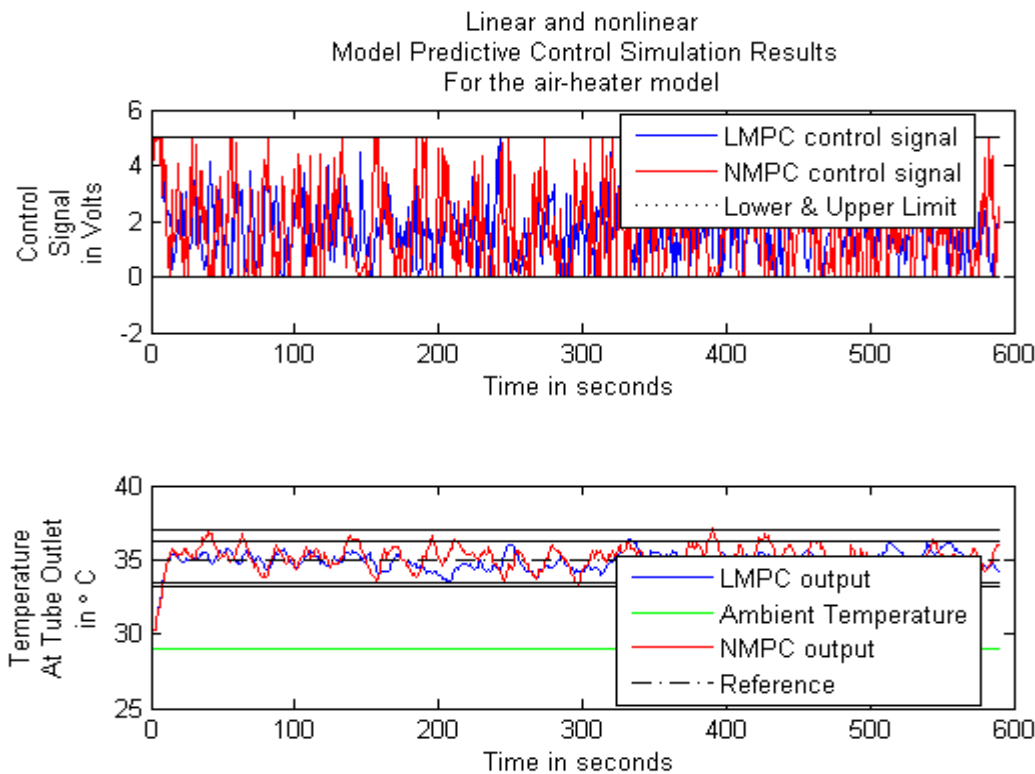 Linear and nonlinear
Model Predictive Control Simulation Results
For the air-heater model
Control
Signal
in Volts
6
4
2
0
-2
LMPC control signal
NMPC control signal
Lower & Upper Limit
0 100 200 300 400 500 600
Time in seconds
Temperature
At Tube Outlet
in ° C
40
35
30
25
LMPC output
Ambient Temperature
NMPC output
Reference
0 100 200 300 400 500 600
Time in seconds